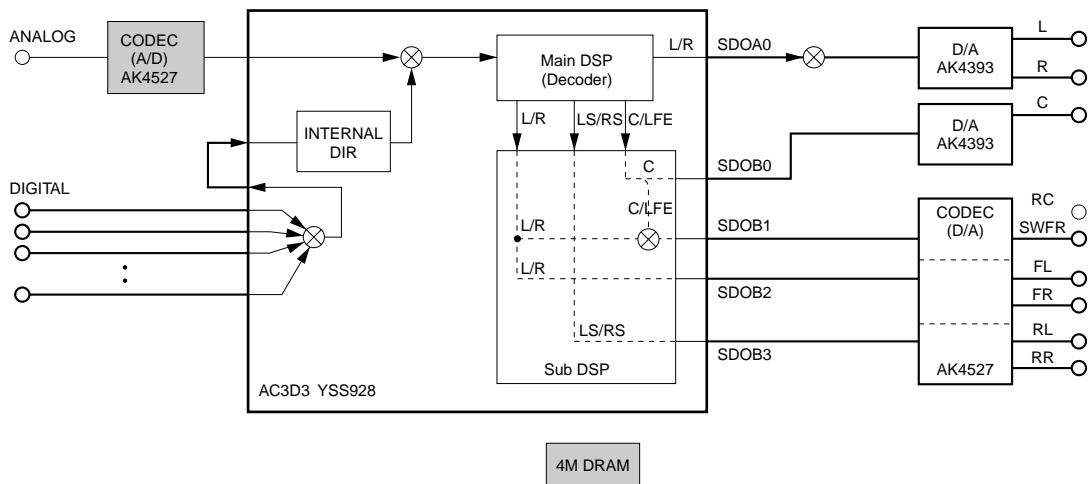 ANALOG
CODEC
(A/D)
AK4527
Main DSP
(Decoder)
L/R
SDOA0
D/A
AK4393
L
R
L/R
LS/RS
C/LFE
INTERNAL
DIR
D/A
AK4393
C
C
SDOB0
DIGITAL
C/LFE
L/R
SDOB1
CODEC
(D/A)
RC
SWFR
L/R
SDOB2
FL
FR
LS/RS
SDOB3
RL
RR
Sub DSP
AK4527
AC3D3 YSS928
4M DRAM